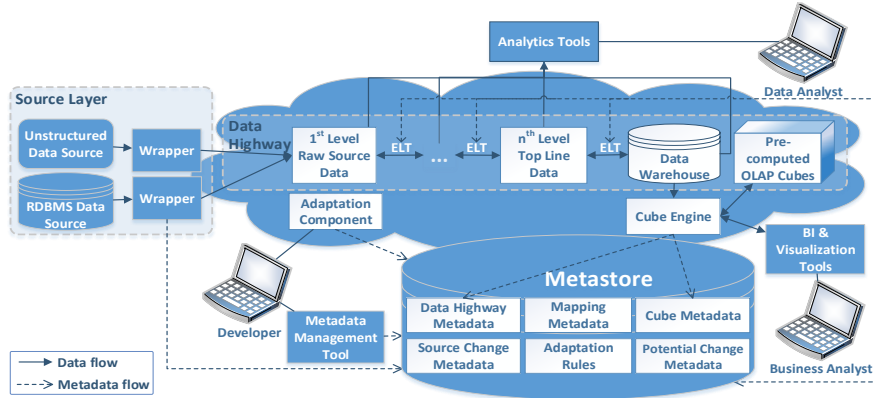 Analytics Tools
Data Analyst
Source Layer
Unstructured
Data Source
Wrapper
RDBMS Data
Source
Wrapper
Data
Highway
1st Level
Raw Source
Data
ELT
...
ELT
nth Level
Top Line
Data
ELT
Data
Warehouse
Pre-
computed
OLAP Cubes
Adaptation
Component
Cube Engine
BI &
Visualization
Tools
Developer
Metadata
Management
Tool
Metastore
Data Highway
Metadata
Mapping
Metadata
Cube Metadata
Source Change
Metadata
Adaptation
Rules
Potential Change
Metadata
Business Analyst
Data flow
Metadata flow